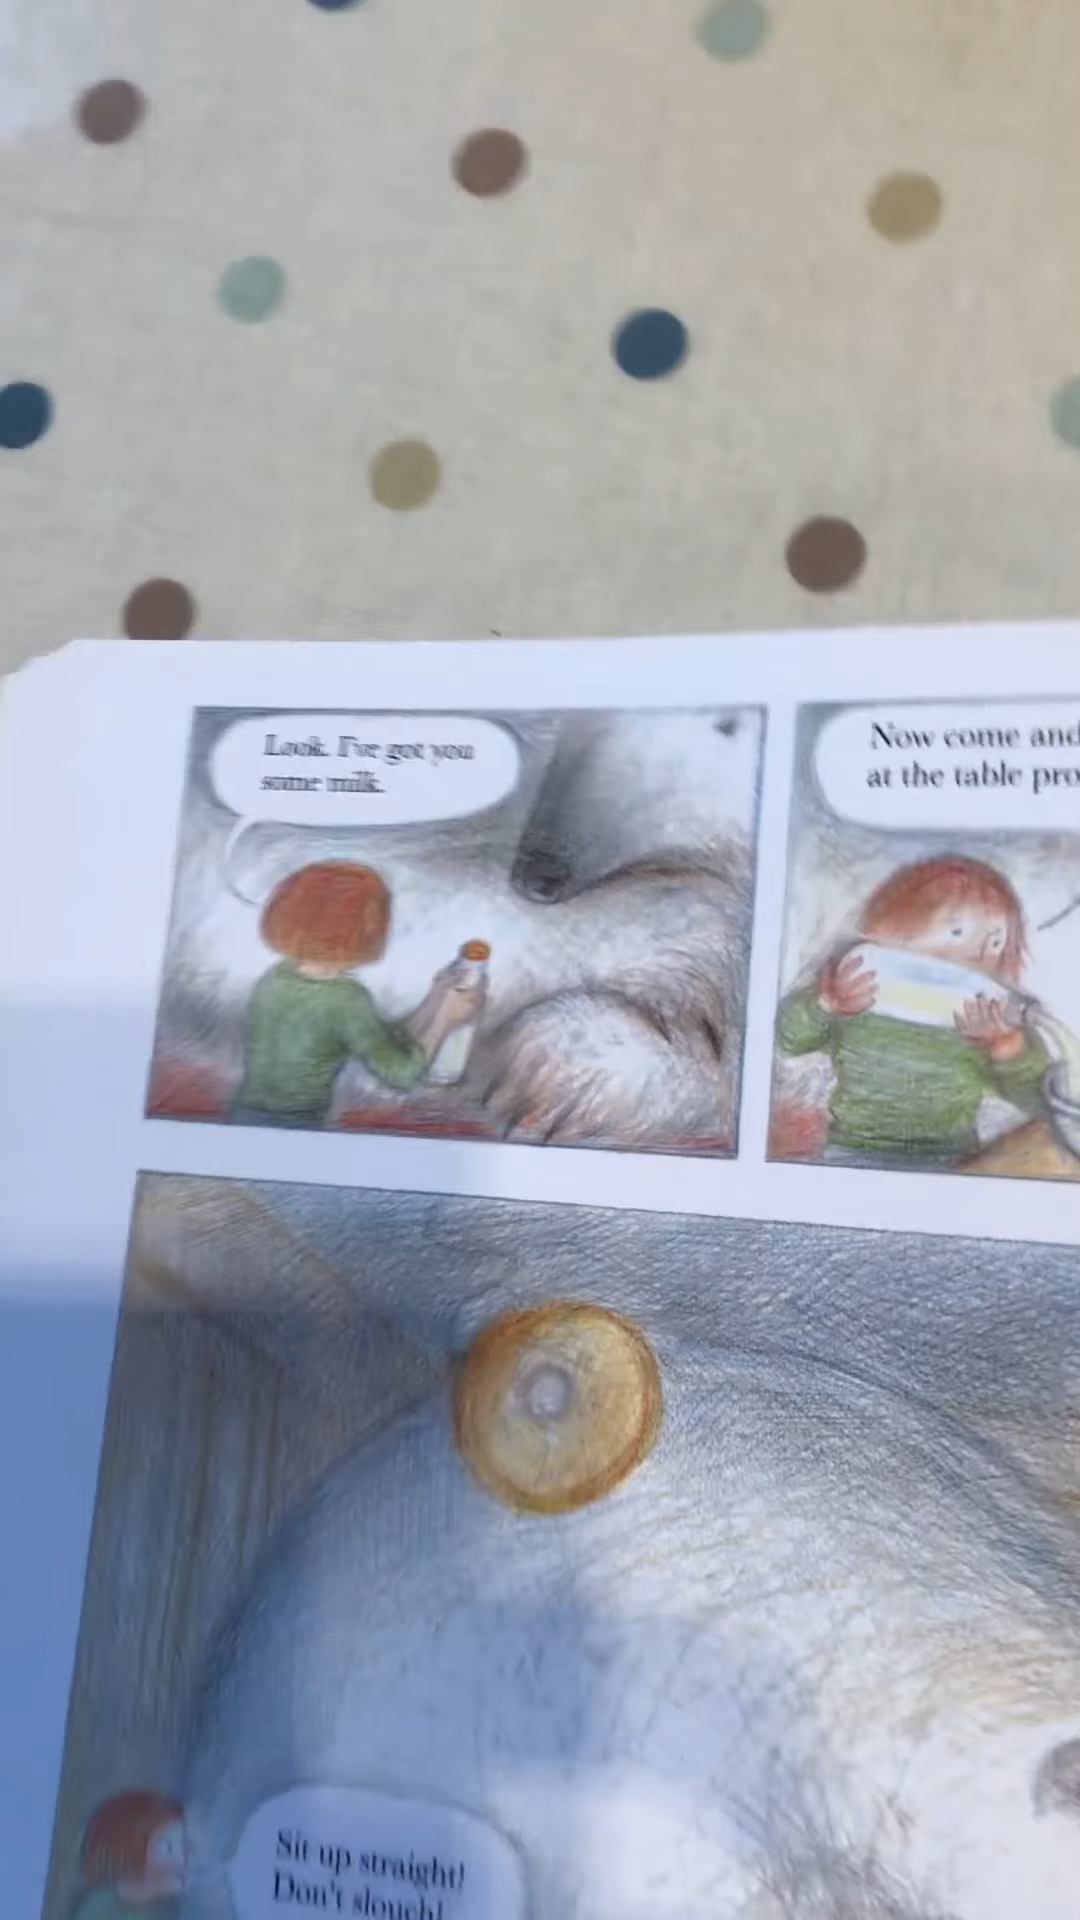 Look. I've got you
some milk.
Now come and
at the table
Sit up straight!
Don't slouch!